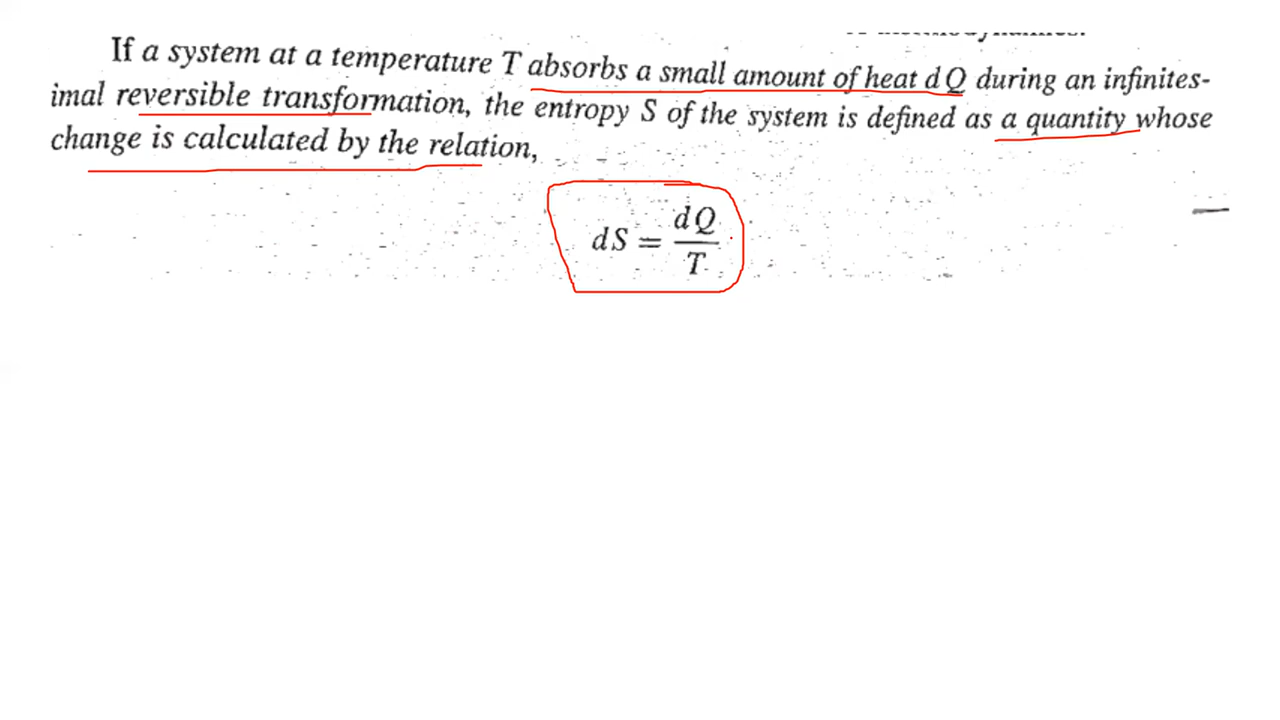 If a system at a temperature T absorbs a small amount of heat dQ during an infinites-
imal reversible transformation, the entropy S of the system is defined as a quantity whose
change is calculated by the relation,
dS = dQ / T